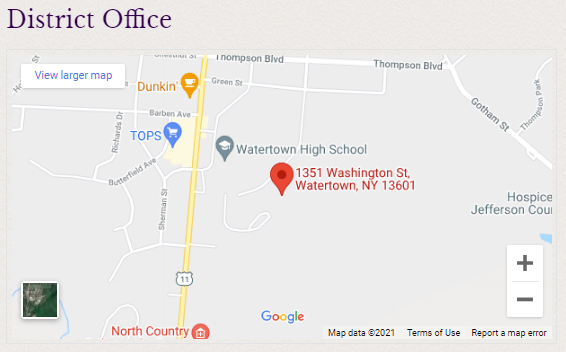 District Office
View larger map
Chestnut St
Thompson Blvd
Thompson Blvd
Dunkin'
Green St
Thompson Park
Gotham St
Barben Ave
Richards Dr
TOPS
Watertown High School
Butterfield Ave
1351 Washington St,
Watertown, NY 13601
Sherman St
Hospice
Jefferson Cou
11
Google
Map data ©2021 Terms of Use Report a map error
North Country